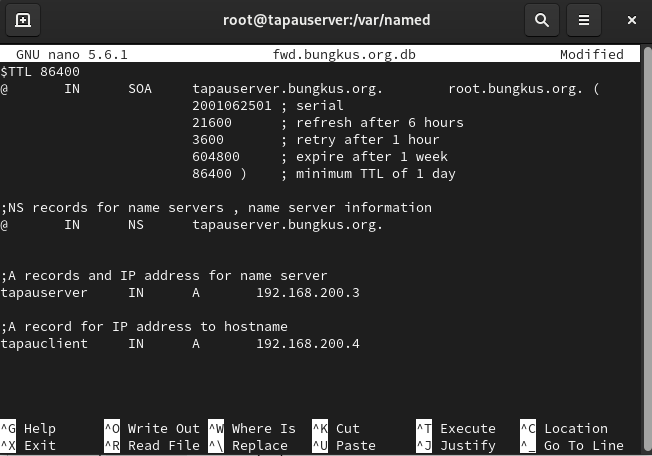 root@tapauserver:/var/named
GNU nano 5.6.1 fwd.bungkus.org.db Modified
$TTL 86400
@ IN SOA tapauserver.bungkus.org. root.bungkus.org. (
2001062501 ; serial
21600 ; refresh after 6 hours
3600 ; retry after 1 hour
604800 ; expire after 1 week
86400 ) ; minimum TTL of 1 day
;NS records for name servers , name server information
@ IN NS tapauserver.bungkus.org.
;A records and IP address for name server
tapauserver IN A 192.168.200.3
;A record for IP address to hostname
tapauclient IN A 192.168.200.4
^G Help ^O Write Out ^W Where Is ^K Cut ^T Execute ^C Location
^X Exit ^R Read File ^\ Replace ^U Paste ^J Justify ^_ Go To Line